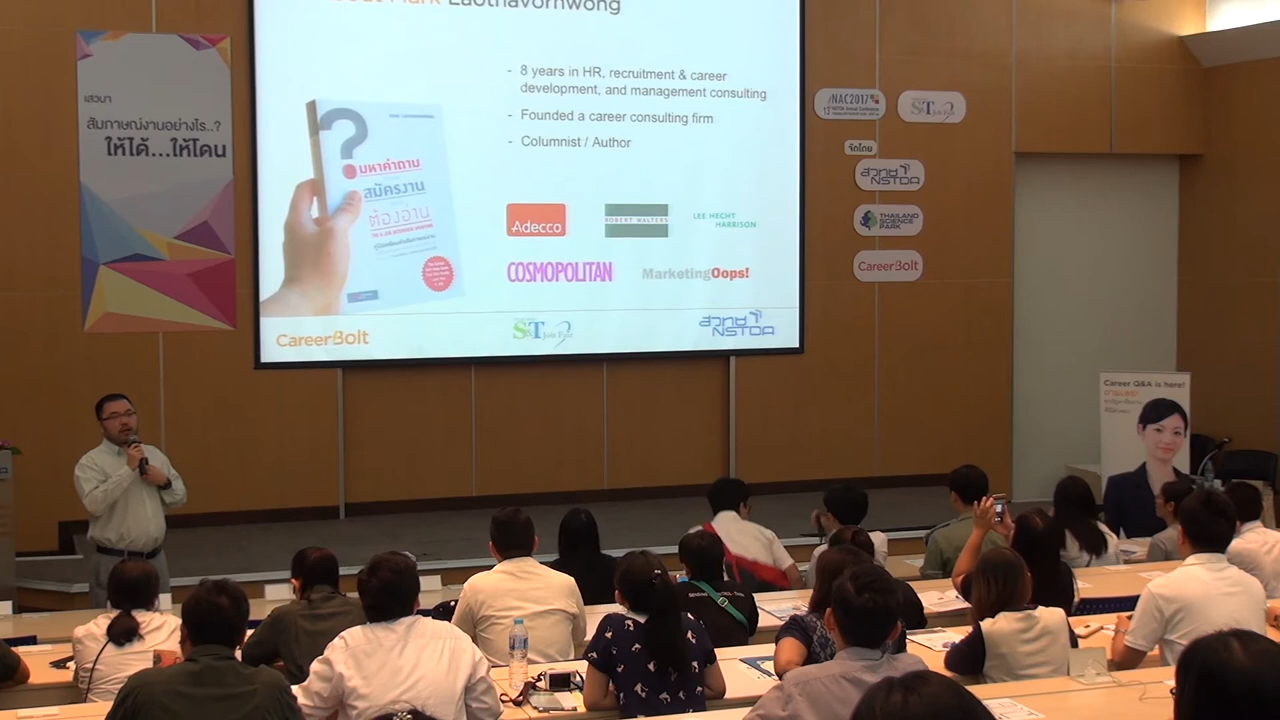 About Mark Laothavornwong
- 8 years in HR, recruitment & career
development, and management consulting
- Founded a career consulting firm
- Columnist / Author
?
มหาคำถาม
สมัครงาน
ต้องอ่าน
Adecco
ROBERT WALTERS
LEE HECHT
HARRISON
COSMOPOLITAN
MarketingOops!
CareerBolt
S&T Job Fair
สวทช
NSTDA
เสวนา
สัมภาษณ์งานอย่างไร..?
ให้ได้...ให้โดน
NAC2017
S&T Job Fair
จัดโดย
สวทช
NSTDA
THAILAND
SCIENCE
PARK
CareerBolt
Career Q&A is here!